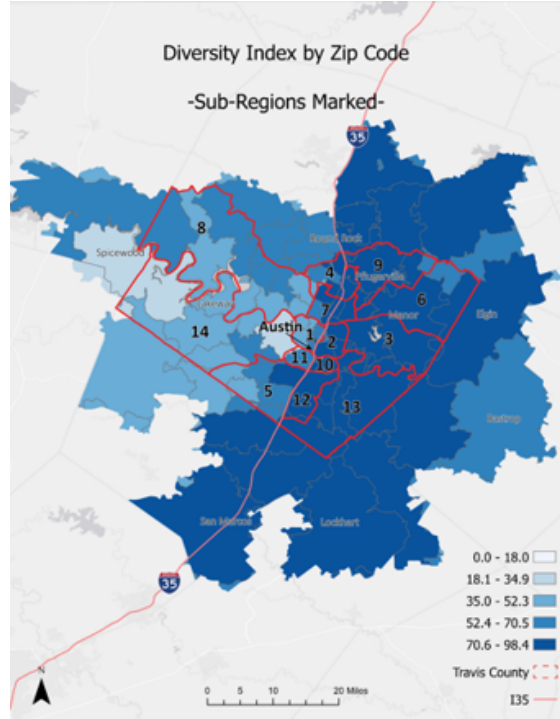 Diversity Index by Zip Code
-Sub-Regions Marked-
35
8
Round Rock
Spicewood
4
9
Pflugerville
6
Lakeway
7
Elgin
Manor
14
Austin
1
2
3
11
10
5
12
13
Bastrop
San Marcos
Lockhart
35
0.0 - 18.0
18.1 - 34.9
35.0 - 52.3
52.4 - 70.5
70.6 - 98.4
Travis County
I35
N
0 5 10 20 Miles